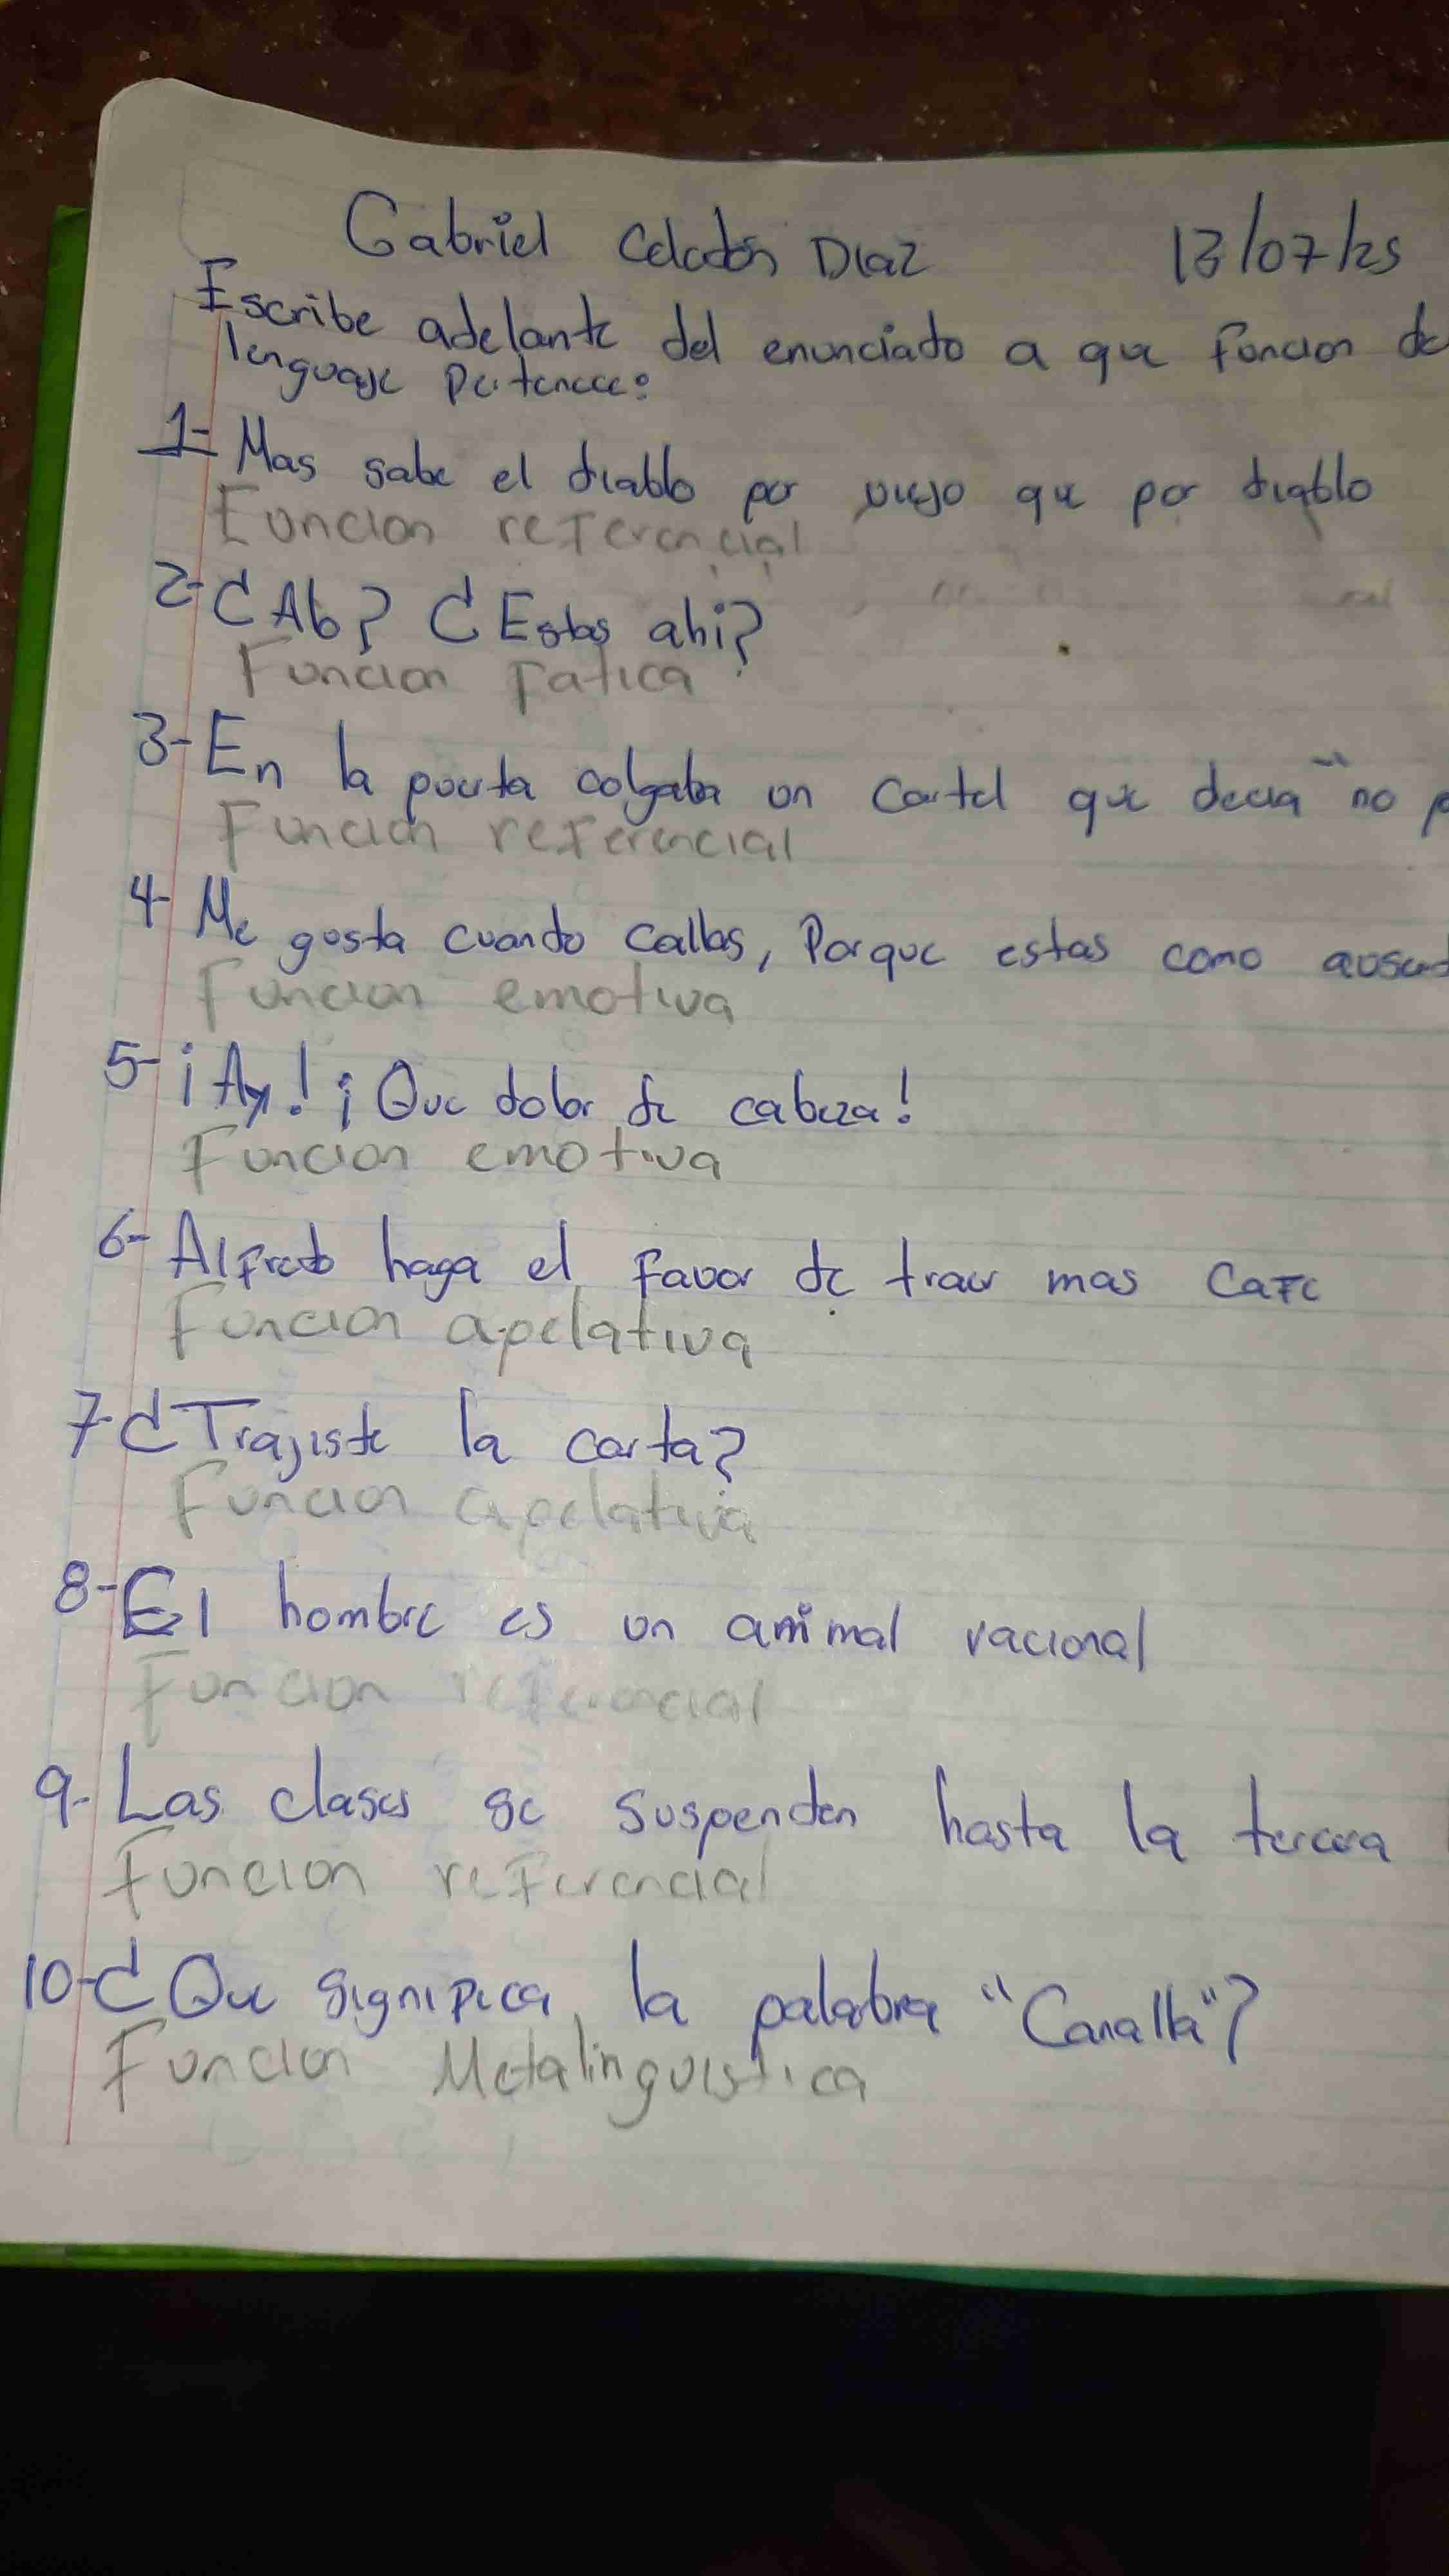 Gabriel Celadón Diaz 13/07/25
Escribe adelante del enunciado a que funcion de
lenguaje pertenece:
1- Mas sabe el diablo por viejo que por diablo
Funcion referencial
2- ¿Alo? ¿Estas ahi?
Funcion Fatica
3- En la puerta colgaba un cartel que decia "no p
Funcion referencial
4- Me gusta cuando callas, Porque estas como ausen
Funcion emotiva
5- ¡Ay! ¡Que dolor de cabeza!
Funcion emotiva
6- Alfredo haga el favor de traer mas cafe
Funcion apelativa
7- ¿Trajiste la carta?
Funcion apelativa
8- El hombre es un animal racional
Funcion referencial
9- Las clases se suspenden hasta la tercera
Funcion referencial
10- ¿Que significa la palabra "Canalla"?
Funcion Metalinguistica